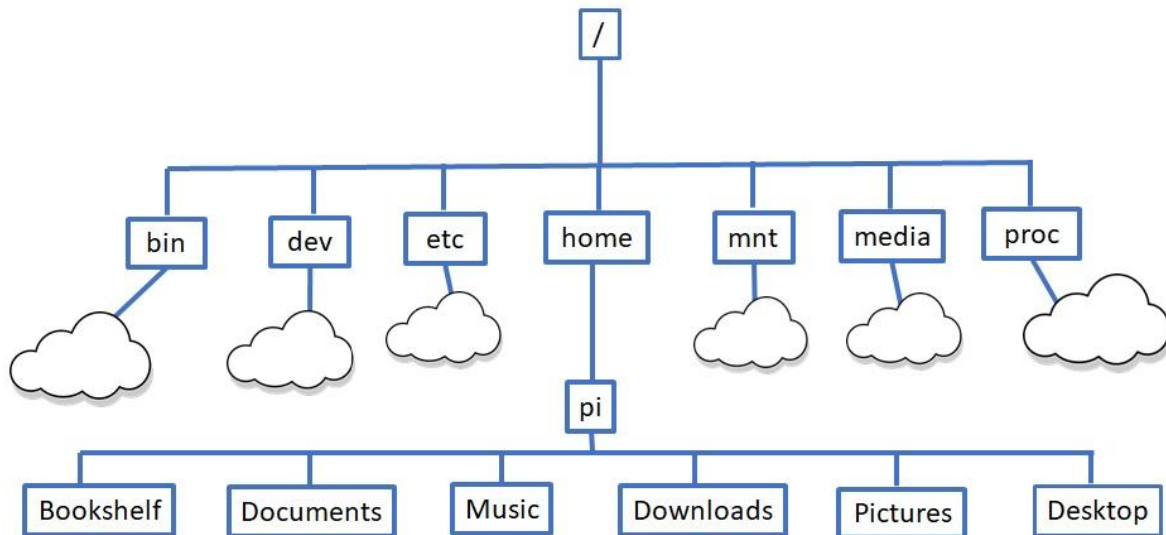 /
bin dev etc home mnt media proc
pi
Bookshelf Documents Music Downloads Pictures Desktop